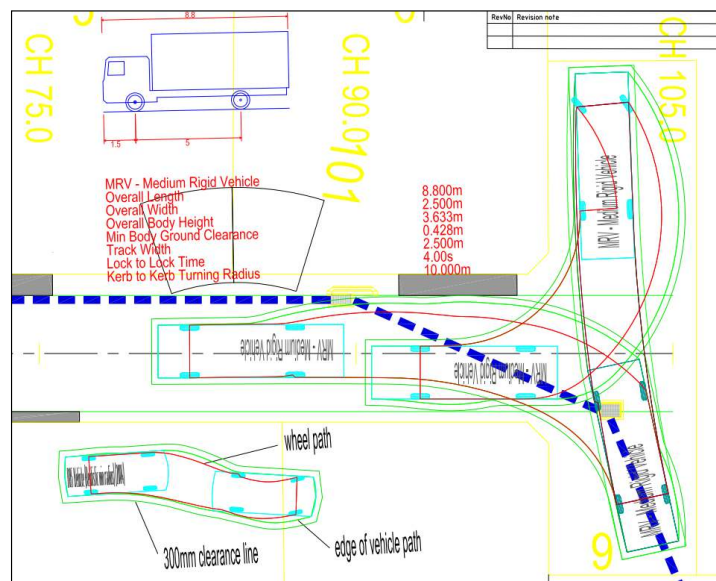 RevNo Revision note
8.8
CH 75.0
CH 90.0
101
CH 105.0
1.5
5
MRV - Medium Rigid Vehicle
Overall Length 8.800m
Overall Width 2.500m
Overall Body Height 3.633m
Min Body Ground Clearance 0.428m
Track Width 2.500m
Lock to Lock Time 4.00s
Kerb to Kerb Turning Radius 10.000m
MRV - Medium Rigid Vehicle
MRV - Medium Rigid Vehicle
MRV - Medium Rigid Vehicle
MRV - Medium Rigid Vehicle
wheel path
300mm clearance line
edge of vehicle path
9